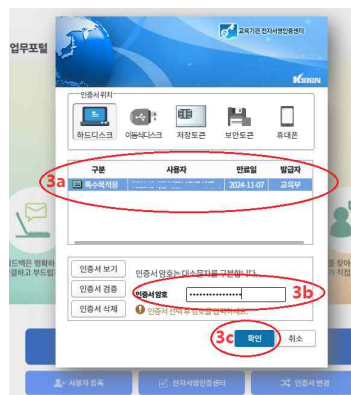 업무포털
교육기관 전자서명인증센터
KSIGN
인증서위치
하드디스크 이동식디스크 저장토큰 보안토큰 휴대폰
구분 사용자 만료일 발급자
3a 특수목적용 2024-11-07 교육부
인증서 보기
인증서 검증
인증서 삭제
인증서 암호는 대소문자를 구분합니다.
인증서 암호 ****************** 3b
인증서 선택 후 암호를 입력하세요.
3c 확인 취소
사용자 등록 전자서명인증센터 인증서 변경